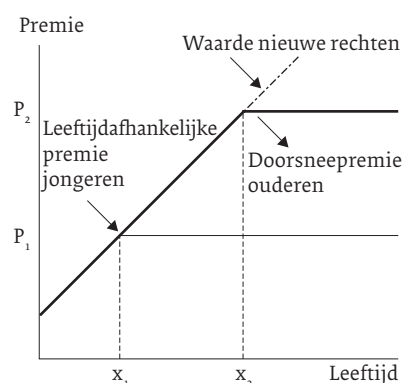 Premie
Waarde nieuwe rechten
P2
Leeftijdafhankelijke
premie
jongeren
Doorsneepremie
ouderen
P1
x1
x2
Leeftijd